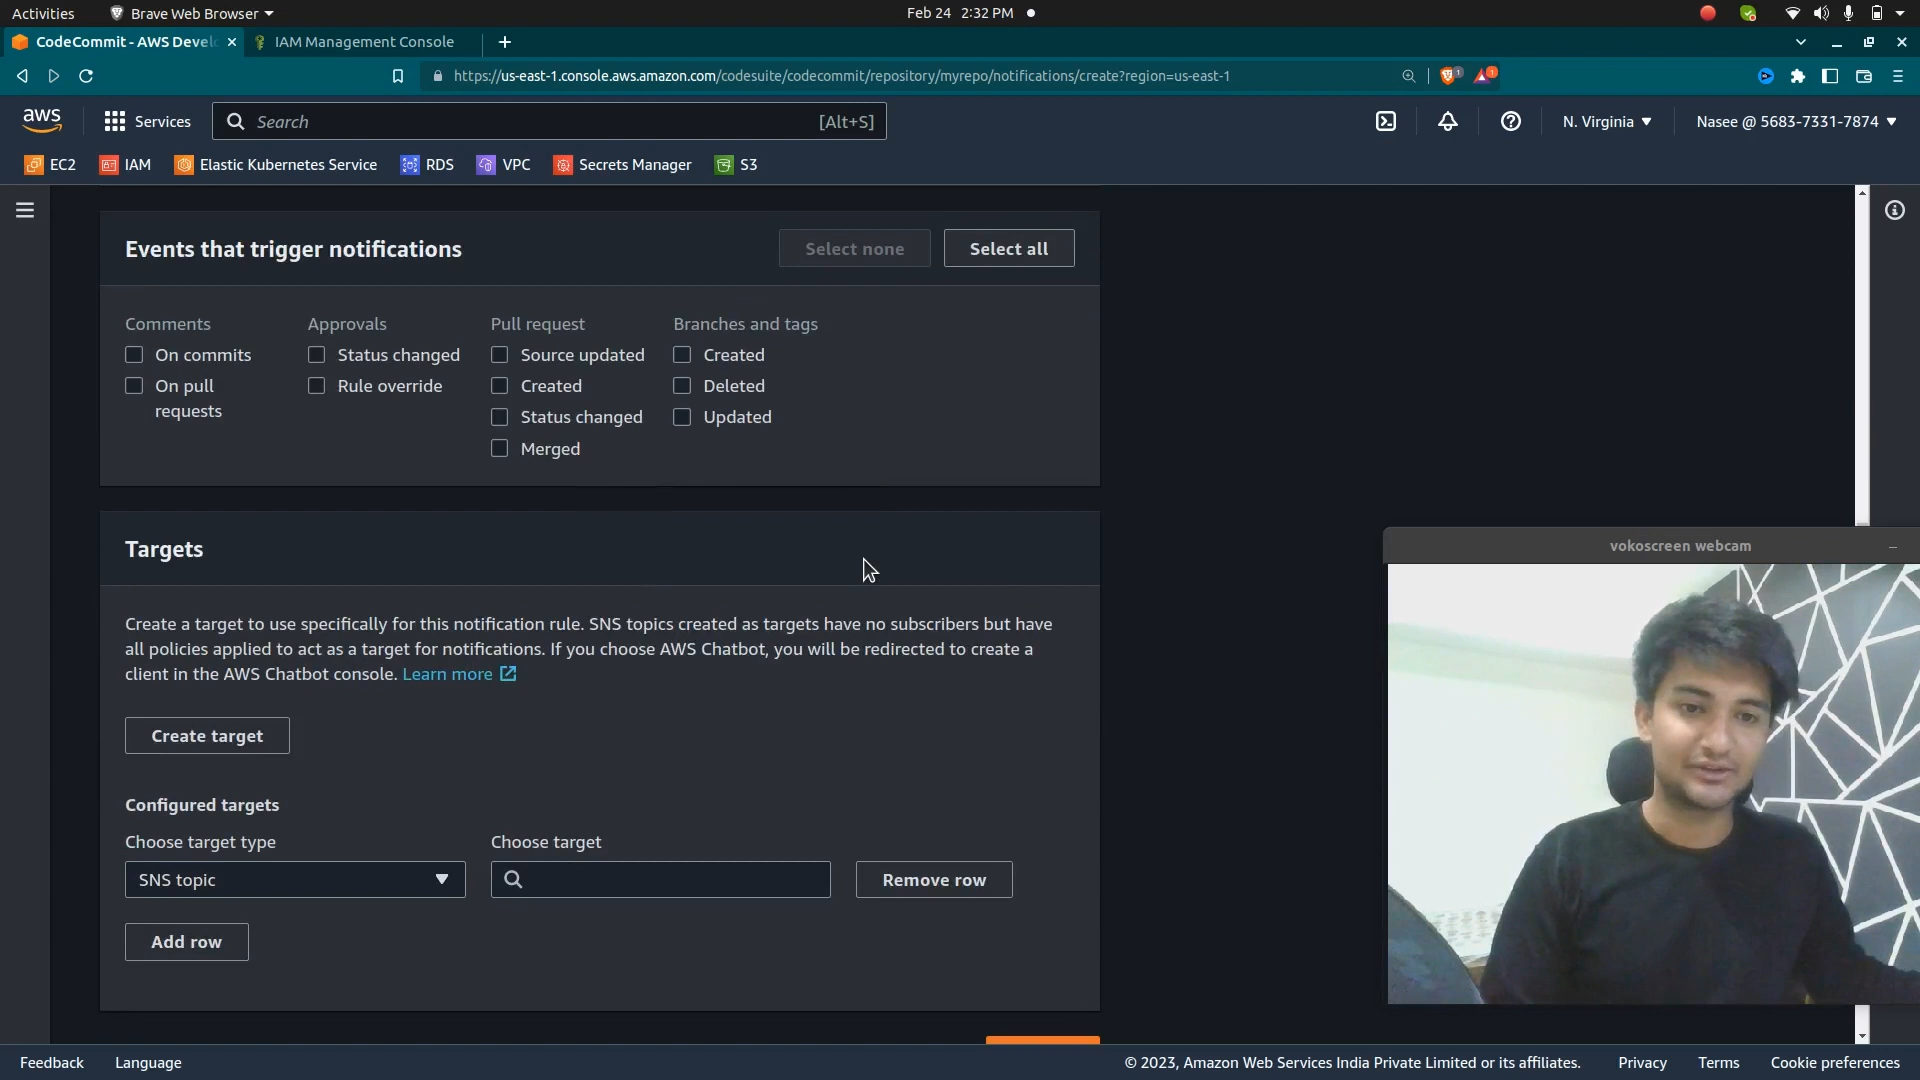 Activities
Brave Web Browser
Feb 24 2:32 PM
CodeCommit - AWS Develo
IAM Management Console
https://us-east-1.console.aws.amazon.com/codesuite/codecommit/repository/myrepo/notifications/create?region=us-east-1
1
1
aws
Services
Search
[Alt+S]
N. Virginia
Nasee @ 5683-7331-7874
EC2
IAM
Elastic Kubernetes Service
RDS
VPC
Secrets Manager
S3
Events that trigger notifications
Select none
Select all
Comments
Approvals
Pull request
Branches and tags
On commits
Status changed
Source updated
Created
On pull requests
Rule override
Created
Deleted
Status changed
Updated
Merged
Targets
Create a target to use specifically for this notification rule. SNS topics created as targets have no subscribers but have
all policies applied to act as a target for notifications. If you choose AWS Chatbot, you will be redirected to create a
client in the AWS Chatbot console. Learn more
Create target
Configured targets
Choose target type
Choose target
SNS topic
Remove row
Add row
vokoscreen webcam
Feedback
Language
© 2023, Amazon Web Services India Private Limited or its affiliates.
Privacy
Terms
Cookie preferences